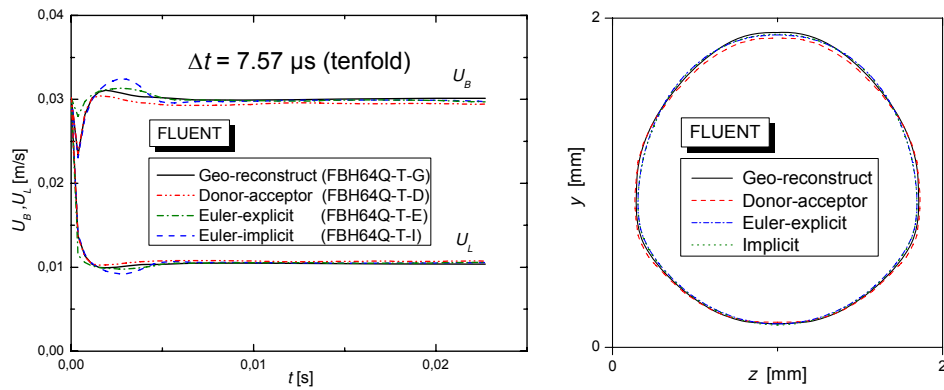 0,04
0,03
0,02
0,01
0,00
U_B, U_L [m/s]
Δt = 7.57 μs (tenfold)
U_B
FLUENT
Geo-reconstruct (FBH64Q-T-G)
Donor-acceptor (FBH64Q-T-D)
Euler-explicit (FBH64Q-T-E)
Euler-implicit (FBH64Q-T-I)
U_L
0,00
0,01
0,02
t [s]
2
y [mm]
FLUENT
Geo-reconstruct
Donor-acceptor
Euler-explicit
Implicit
0
0
2
z [mm]